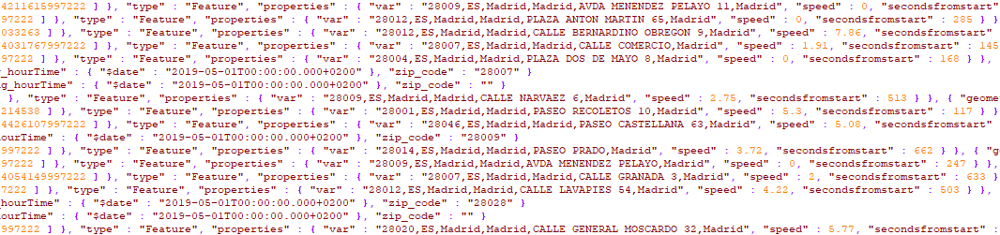 42116159972222 ] }, "type" : "Feature", "properties" : { "var" : "28009,ES,Madrid,Madrid,AVDA MENENDEZ PELAYO 11,Madrid", "speed" : 0, "secondsfromstart"
97222 ] }, "type" : "Feature", "properties" : { "var" : "28012,ES,Madrid,Madrid,PLAZA ANTON MARTIN 65,Madrid", "speed" : 0, "secondsfromstart" : 285 } }
033263 ] }, "type" : "Feature", "properties" : { "var" : "28012,ES,Madrid,Madrid,CALLE BERNARDINO OBREGON 9,Madrid", "speed" : 7.86, "secondsfromstart"
4031767997222 ] }, "type" : "Feature", "properties" : { "var" : "28007,ES,Madrid,Madrid,CALLE COMERCIO,Madrid", "speed" : 1.91, "secondsfromstart" : 145
997222 ] }, "type" : "Feature", "properties" : { "var" : "28004,ES,Madrid,Madrid,PLAZA DOS DE MAYO 8,Madrid", "speed" : 0, "secondsfromstart" : 168 } },
_hourTime" : { "$date" : "2019-05-01T00:00:00.000+0200" }, "zip_code" : "28007" }
g_hourTime" : { "$date" : "2019-05-01T00:00:00.000+0200" }, "zip_code" : "" }
} }, "type" : "Feature", "properties" : { "var" : "28009,ES,Madrid,Madrid,CALLE NARVAEZ 6,Madrid", "speed" : 2.75, "secondsfromstart" : 513 } }, { "geome
214538 ] }, "type" : "Feature", "properties" : { "var" : "28001,ES,Madrid,Madrid,PASEO RECOLETOS 10,Madrid", "speed" : 5.3, "secondsfromstart" : 117 } }
4426107997222 ] }, "type" : "Feature", "properties" : { "var" : "28046,ES,Madrid,Madrid,PASEO CASTELLANA 63,Madrid", "speed" : 5.08, "secondsfromstart"
ourTime" : { "$date" : "2019-05-01T00:00:00.000+0200" }, "zip_code" : "28009" }
997222 ] }, "type" : "Feature", "properties" : { "var" : "28014,ES,Madrid,Madrid,PASEO PRADO,Madrid", "speed" : 3.72, "secondsfromstart" : 662 } }, { "g
997222 ] }, "type" : "Feature", "properties" : { "var" : "28009,ES,Madrid,Madrid,AVDA MENENDEZ PELAYO,Madrid", "speed" : 0, "secondsfromstart" : 247 } },
4054149997222 ] }, "type" : "Feature", "properties" : { "var" : "28007,ES,Madrid,Madrid,CALLE GRANADA 3,Madrid", "speed" : 2, "secondsfromstart" : 633 }
7222 ] }, "type" : "Feature", "properties" : { "var" : "28012,ES,Madrid,Madrid,CALLE LAVAPIES 54,Madrid", "speed" : 4.22, "secondsfromstart" : 503 } },
_hourTime" : { "$date" : "2019-05-01T00:00:00.000+0200" }, "zip_code" : "28028" }
ourTime" : { "$date" : "2019-05-01T00:00:00.000+0200" }, "zip_code" : "" }
997222 ] }, "type" : "Feature", "properties" : { "var" : "28020,ES,Madrid,Madrid,CALLE GENERAL MOSCARDO 32,Madrid", "speed" : 5.77, "secondsfromstart" :